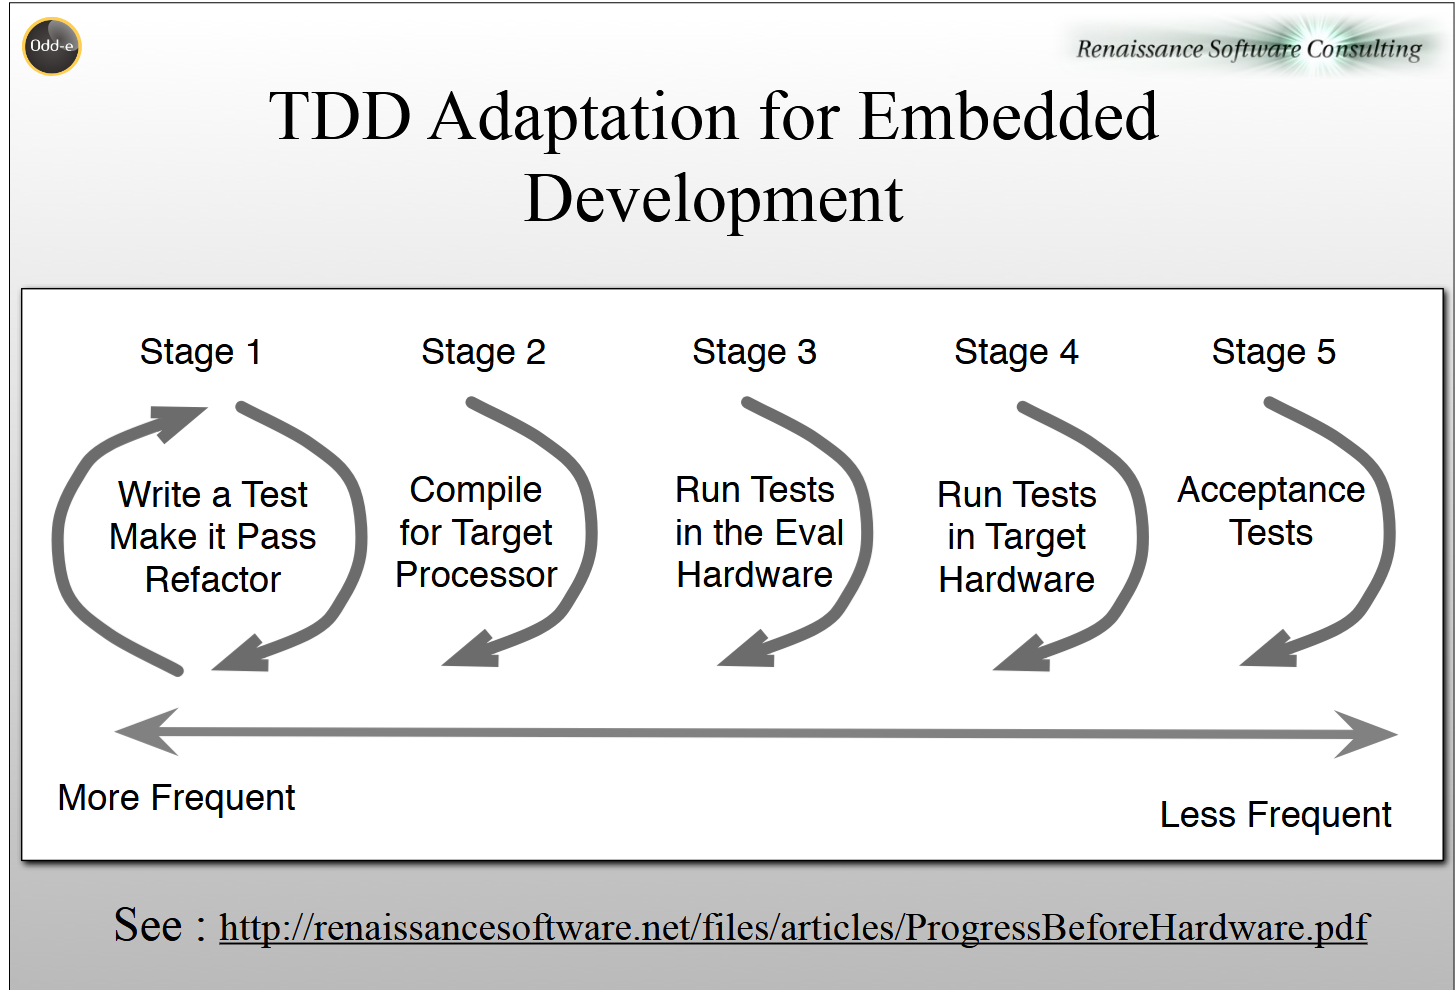 Odd-e
Renaissance Software Consulting
TDD Adaptation for Embedded
Development
Stage 1
Write a Test
Make it Pass
Refactor
Stage 2
Compile
for Target
Processor
Stage 3
Run Tests
in the Eval
Hardware
Stage 4
Run Tests
in Target
Hardware
Stage 5
Acceptance
Tests
More Frequent
Less Frequent
See : http://renaissancesoftware.net/files/articles/ProgressBeforeHardware.pdf